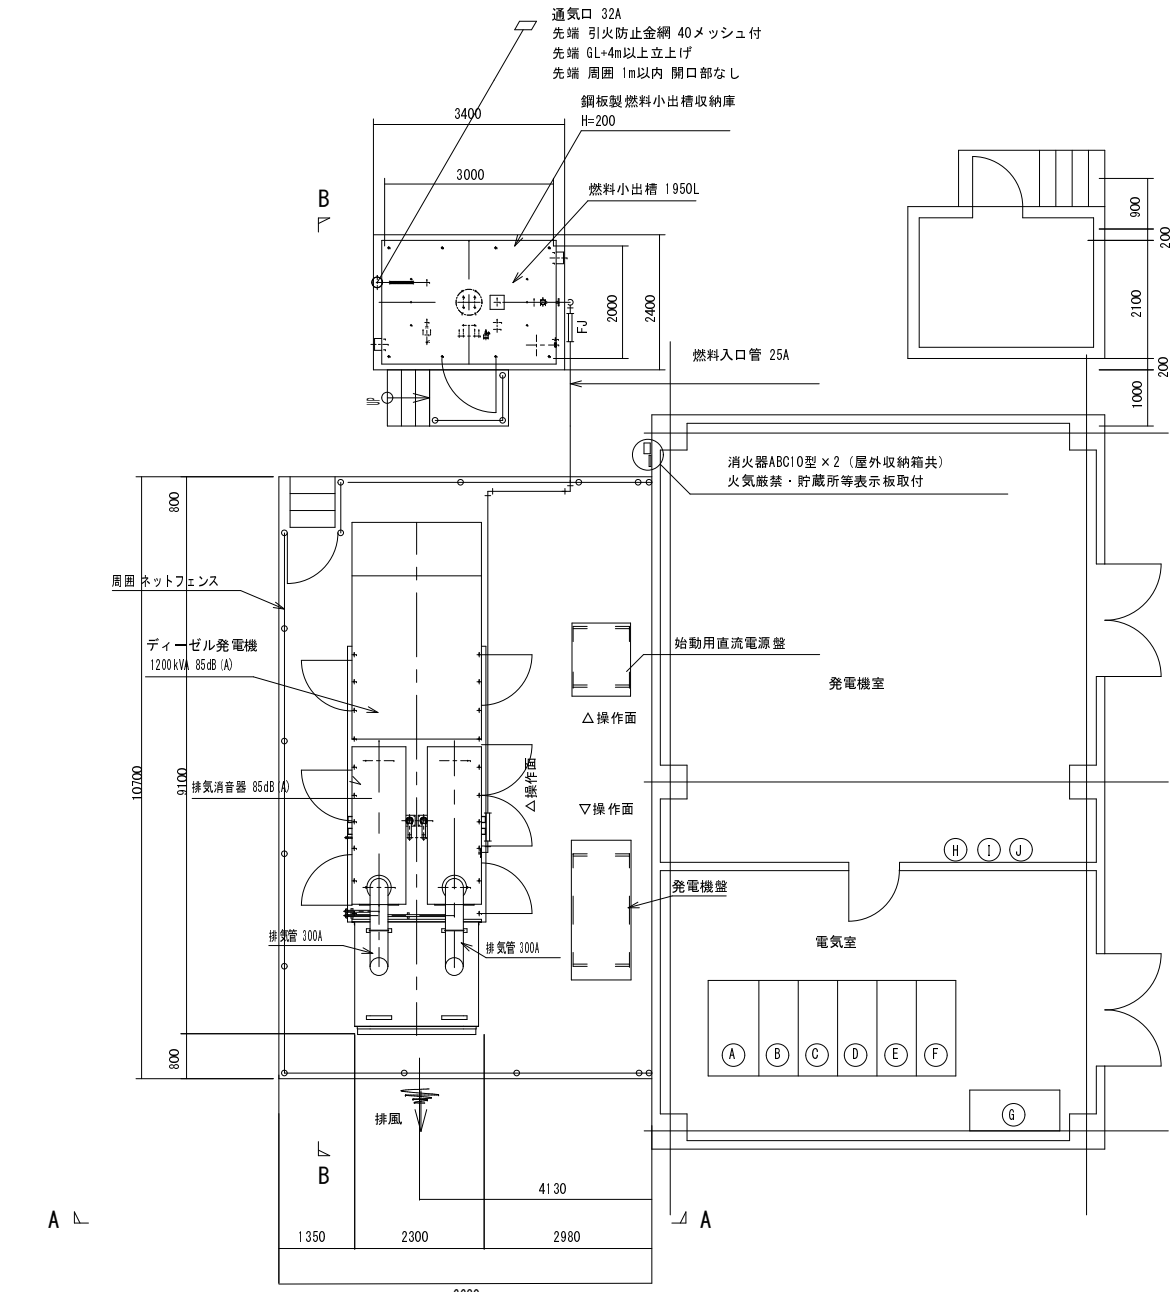 通気口 32A
先端 引火防止金網 40メッシュ付
先端 GL+4m以上立上げ
先端 周囲 1m以内 開口部なし
鋼板製燃料小出槽収納庫
H=200
3400
3000
燃料小出槽 1950L
B
900
200
2100
200
1000
2000
2400
FJ
燃料入口管 25A
UP
消火器ABC10型×2（屋外収納箱共）
火気厳禁・貯蔵所等表示板取付
800
周囲 ネットフェンス
ディーゼル発電機
1200kVA 85dB(A)
始動用直流電源盤
発電機室
△操作面
10700
9100
排気消音器 85dB(A)
△操作面
▽操作面
H I J
発電機盤
電気室
排気管 300A
排気管 300A
A B C D E F
800
G
排風
B
4130
A
A
1350
2300
2980